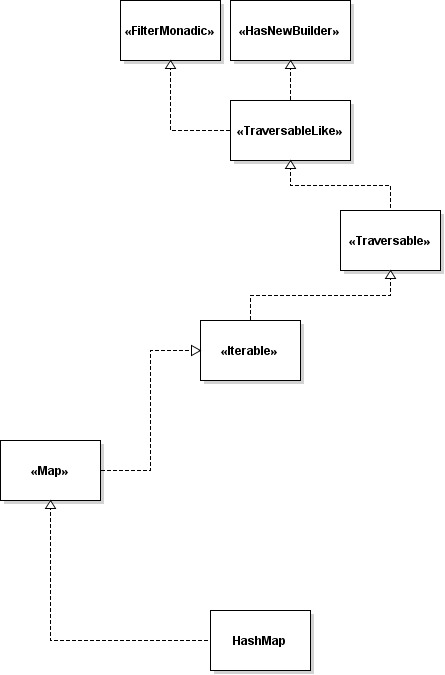 «FilterMonadic»
«HasNewBuilder»
«TraversableLike»
«Traversable»
«Iterable»
«Map»
HashMap